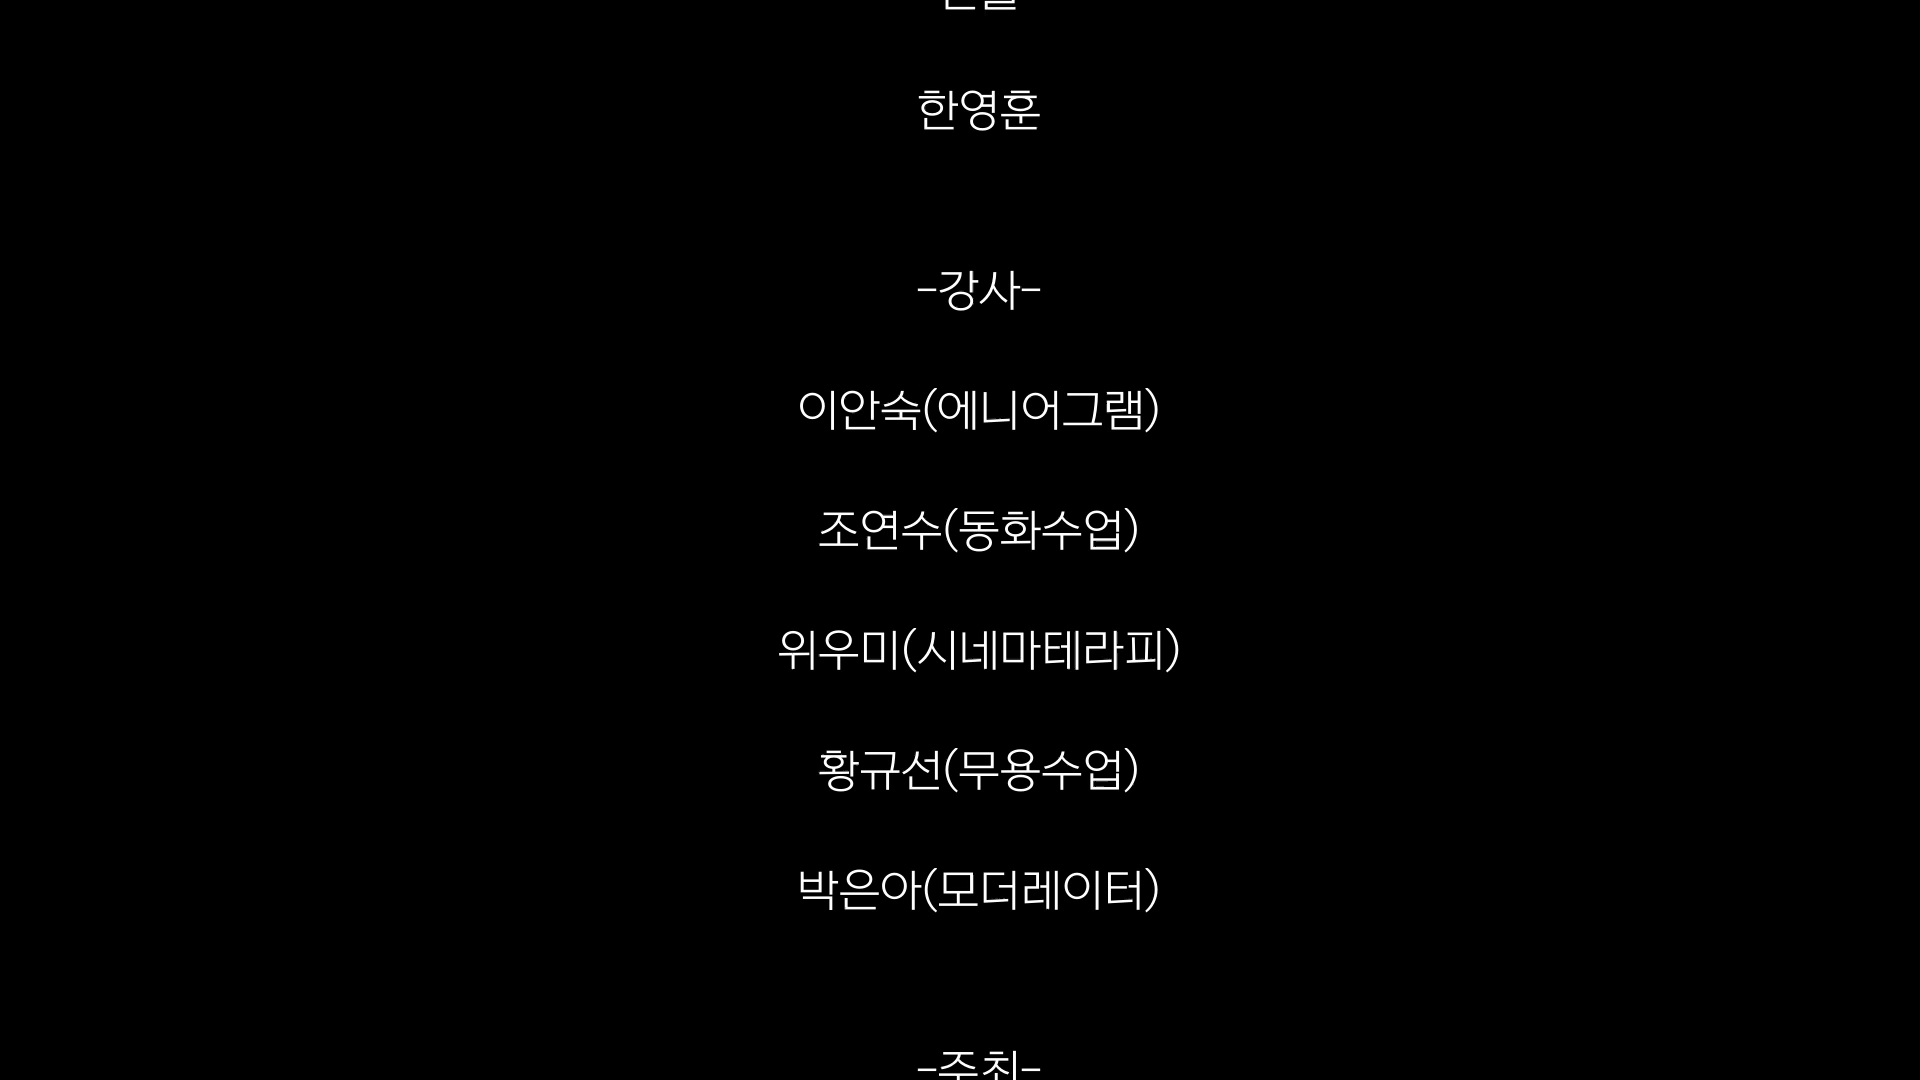 한영훈
-강사-
이안숙(에니어그램)
조연수(동화수업)
위우미(시네마테라피)
황규선(무용수업)
박은아(모더레이터)
-주최-